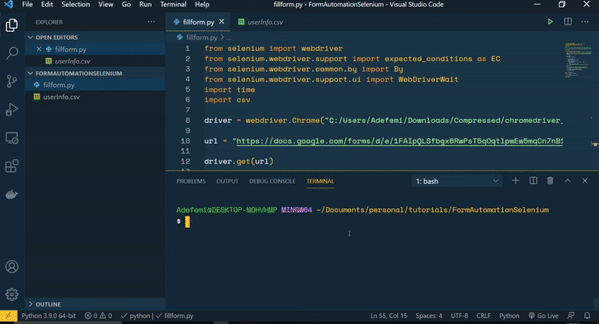 File Edit Selection View Go Run Terminal Help fillform.py - FormAutomationSelenium - Visual Studio Code
EXPLORER
OPEN EDITORS
fillform.py
userInfo.csv
FORMAUTOMATIONSELENIUM
fillform.py
userInfo.csv
OUTLINE
fillform.py
userInfo.csv
fillform.py > ...
1 from selenium import webdriver
2 from selenium.webdriver.support import expected_conditions as EC
3 from selenium.webdriver.common.by import By
4 from selenium.webdriver.support.ui import WebDriverWait
5 import time
6 import csv
7
8 driver = webdriver.Chrome("C:/Users/Adefemi/Downloads/Compressed/chromedriver_
9
10 url = "https://docs.google.com/forms/d/e/
11
12 driver.get(url)
PROBLEMS OUTPUT DEBUG CONSOLE TERMINAL 1: bash
MINGW64 ~/Documents/personal/tutorials/FormAutomationSelenium
$
Python 3.9.0 64-bit 0 0 python | fillform.py Ln 55, Col 15 Spaces: 4 UTF-8 CRLF Python Go Live